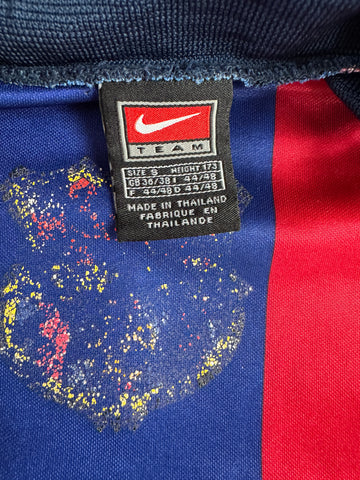 TEAM
SIZE S HEIGHT 173
GB 36/38 I 44/48
F 44/48 D 44/48
MADE IN THAILAND
FABRIQUE EN
THAILANDE